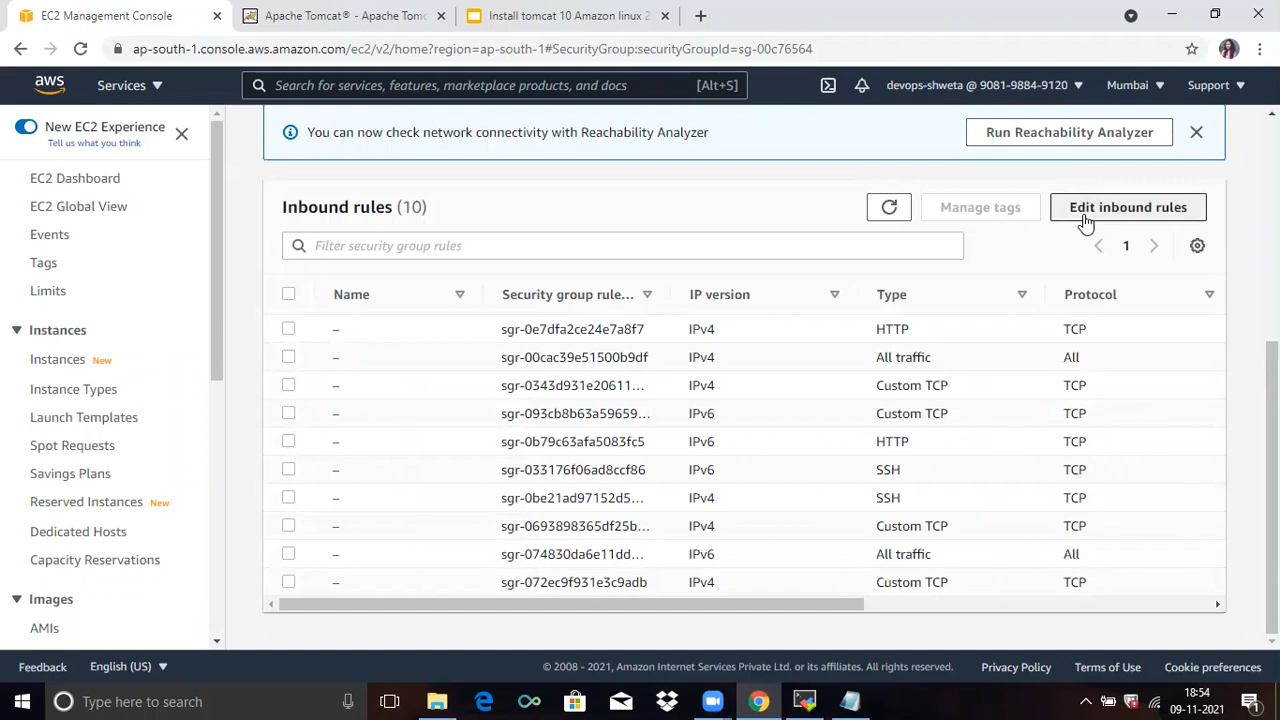 EC2 Management Console
Apache Tomcat® - Apache Tomc
Install tomcat 10 Amazon linux 2
ap-south-1.console.aws.amazon.com/ec2/v2/home?region=ap-south-1#SecurityGroup:securityGroupId=sg-00c76564
aws
Services
Search for services, features, marketplace products, and docs
[Alt+S]
devops-shweta @ 9081-9884-9120
Mumbai
Support
New EC2 Experience
Tell us what you think
EC2 Dashboard
EC2 Global View
Events
Tags
Limits
Instances
Instances New
Instance Types
Launch Templates
Spot Requests
Savings Plans
Reserved Instances New
Dedicated Hosts
Capacity Reservations
Images
AMIs
You can now check network connectivity with Reachability Analyzer
Run Reachability Analyzer
Inbound rules (10)
Manage tags
Edit inbound rules
Filter security group rules
1
Name Security group rule... IP version Type Protocol
– sgr-0e7dfa2ce24e7a8f7 IPv4 HTTP TCP
– sgr-00cac39e51500b9df IPv4 All traffic All
– sgr-0343d931e20611... IPv4 Custom TCP TCP
– sgr-093cb8b63a59659... IPv6 Custom TCP TCP
– sgr-0b79c63afa5083fc5 IPv6 HTTP TCP
– sgr-033176f06ad8ccf86 IPv6 SSH TCP
– sgr-0be21ad97152d5... IPv4 SSH TCP
– sgr-0693898365df25b... IPv4 Custom TCP TCP
– sgr-074830da6e11dd... IPv6 All traffic All
– sgr-072ec9f931e3c9adb IPv4 Custom TCP TCP
Feedback
English (US)
© 2008 - 2021, Amazon Internet Services Private Ltd. or its affiliates. All rights reserved.
Privacy Policy
Terms of Use
Cookie preferences
Type here to search
18:54
09-11-2021
1